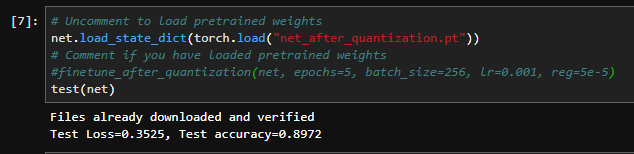 [7]:
# Uncomment to load pretrained weights
net.load_state_dict(torch.load("net_after_quantization.pt"))
# Comment if you have loaded pretrained weights
#finetune_after_quantization(net, epochs=5, batch_size=256, lr=0.001, reg=5e-5)
test(net)
Files already downloaded and verified
Test Loss=0.3525, Test accuracy=0.8972